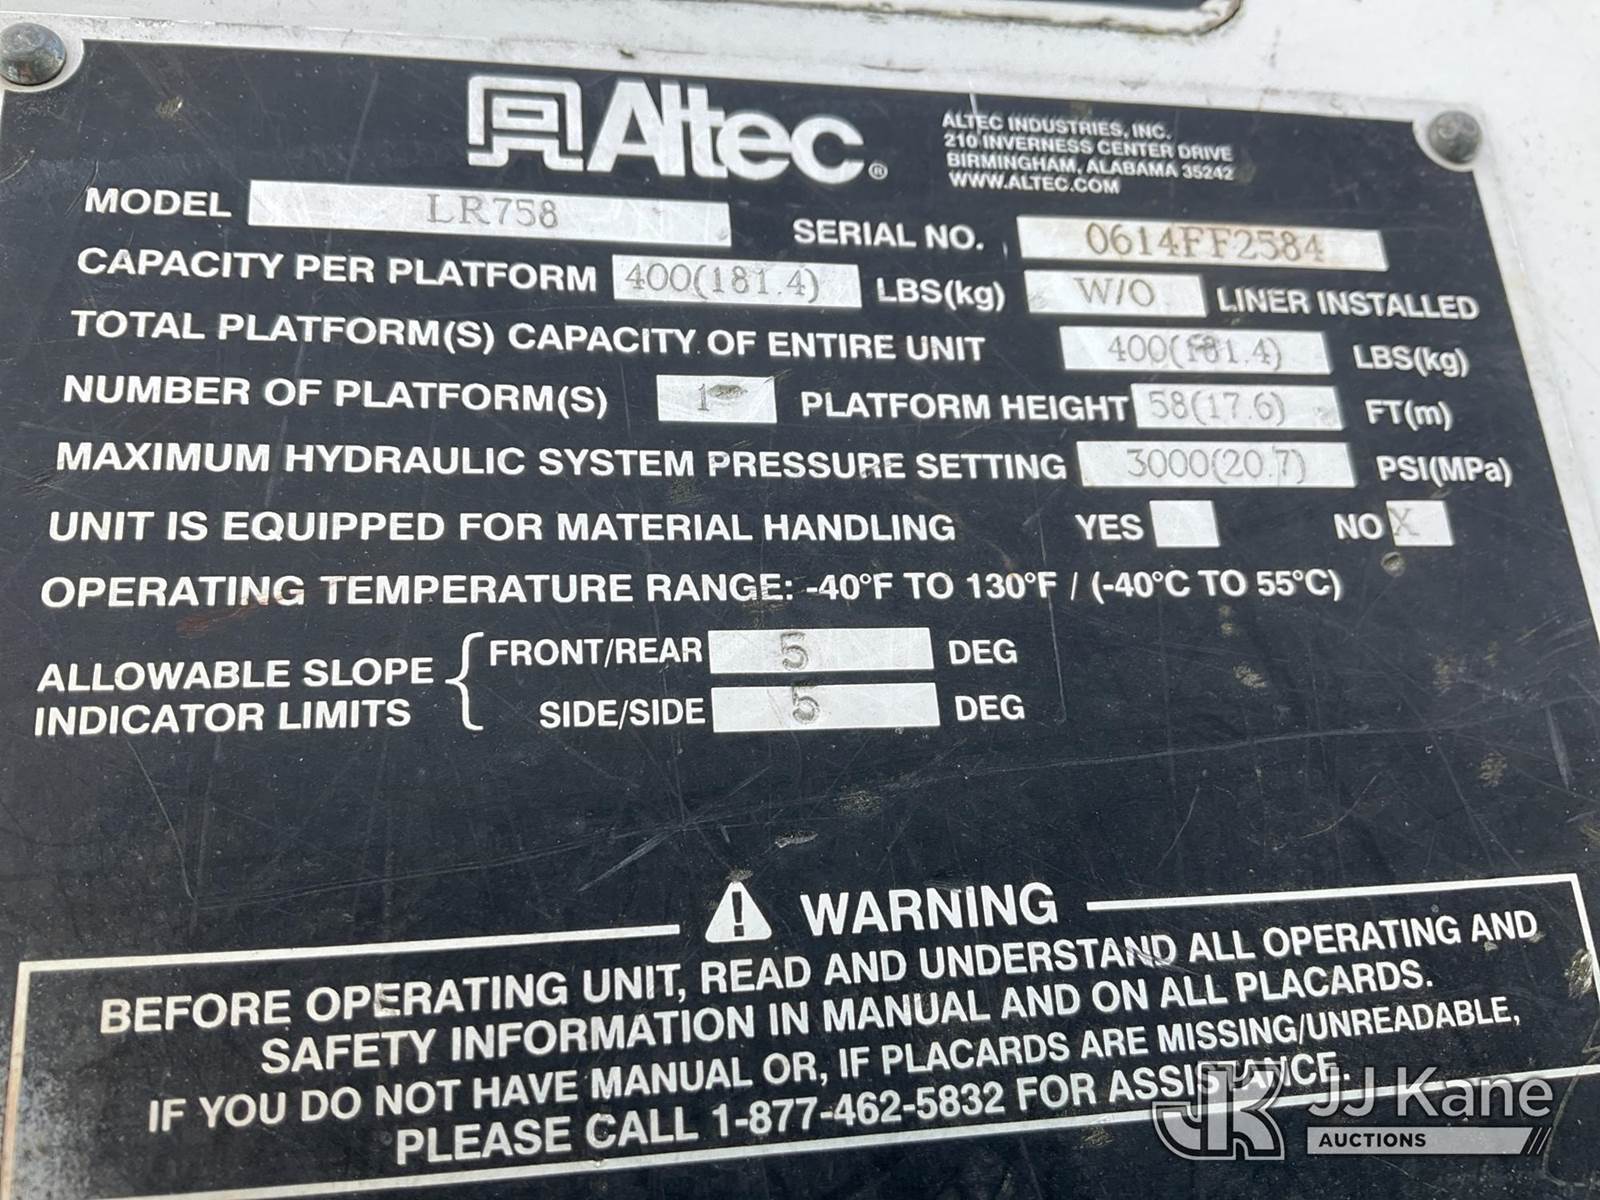 Altec®
ALTEC INDUSTRIES, INC.
210 INVERNESS CENTER DRIVE
BIRMINGHAM, ALABAMA 35242
WWW.ALTEC.COM
MODEL LR758 SERIAL NO. 0614FF2584
CAPACITY PER PLATFORM 400(181.4) LBS(kg) W/O LINER INSTALLED
TOTAL PLATFORM(S) CAPACITY OF ENTIRE UNIT 400(181.4) LBS(kg)
NUMBER OF PLATFORM(S) 1 PLATFORM HEIGHT 58(17.6) FT(m)
MAXIMUM HYDRAULIC SYSTEM PRESSURE SETTING 3000(20.7) PSI(MPa)
UNIT IS EQUIPPED FOR MATERIAL HANDLING YES NO X
OPERATING TEMPERATURE RANGE: -40°F TO 130°F / (-40°C TO 55°C)
ALLOWABLE SLOPE INDICATOR LIMITS
FRONT/REAR 5 DEG
SIDE/SIDE 5 DEG
WARNING
BEFORE OPERATING UNIT, READ AND UNDERSTAND ALL OPERATING AND
SAFETY INFORMATION IN MANUAL AND ON ALL PLACARDS.
IF YOU DO NOT HAVE MANUAL OR, IF PLACARDS ARE MISSING/UNREADABLE,
PLEASE CALL 1-877-462-5832 FOR ASSISTANCE.
JK JJ Kane
AUCTIONS